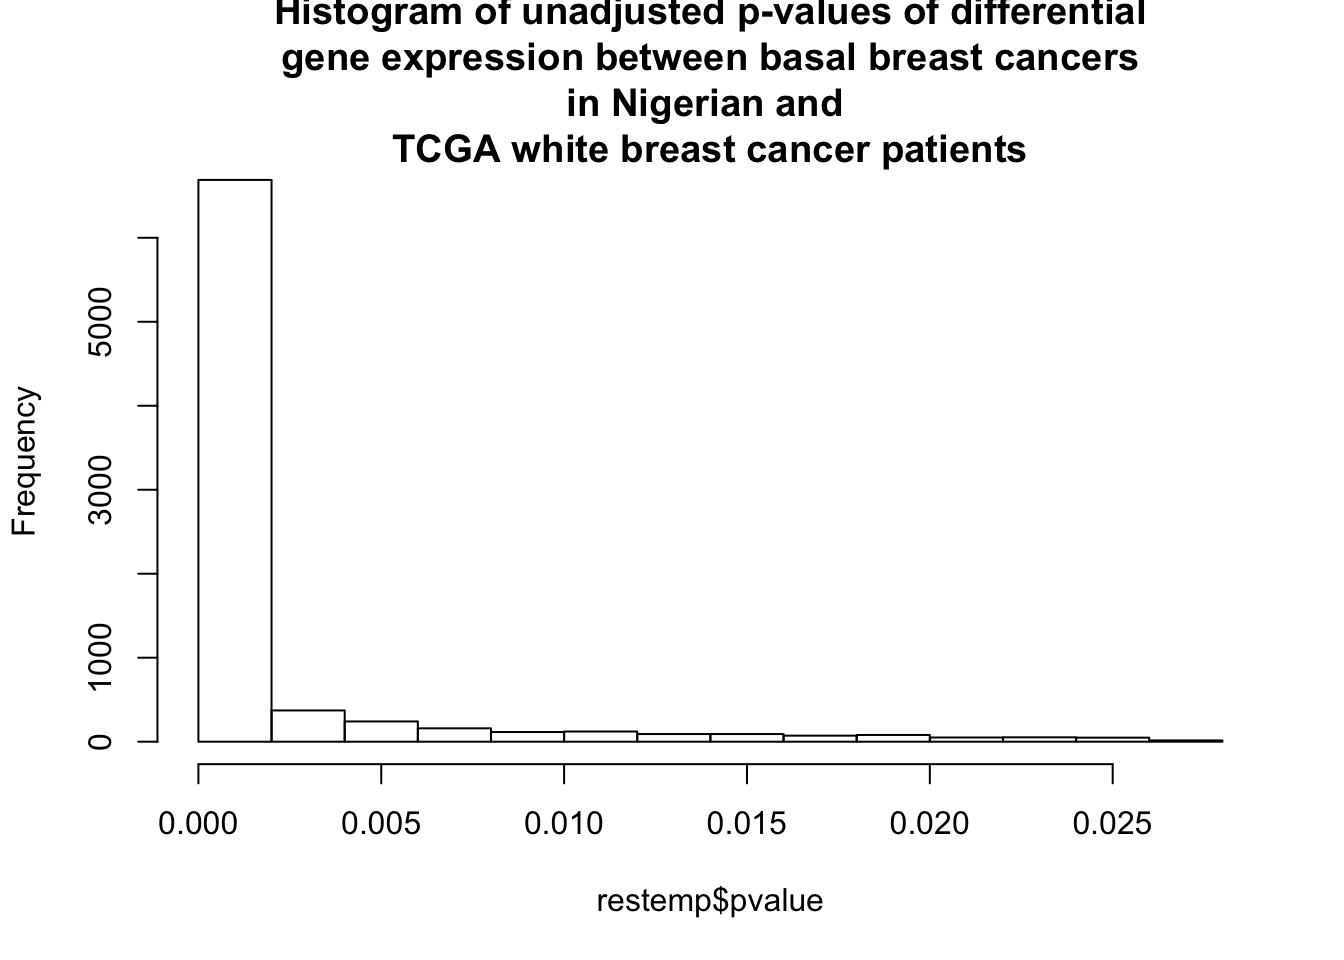 Histogram of unadjusted p-values of differential
gene expression between basal breast cancers
in Nigerian and
TCGA white breast cancer patients
Frequency
5000
3000
1000
0
0.000 0.005 0.010 0.015 0.020 0.025
restemp$pvalue